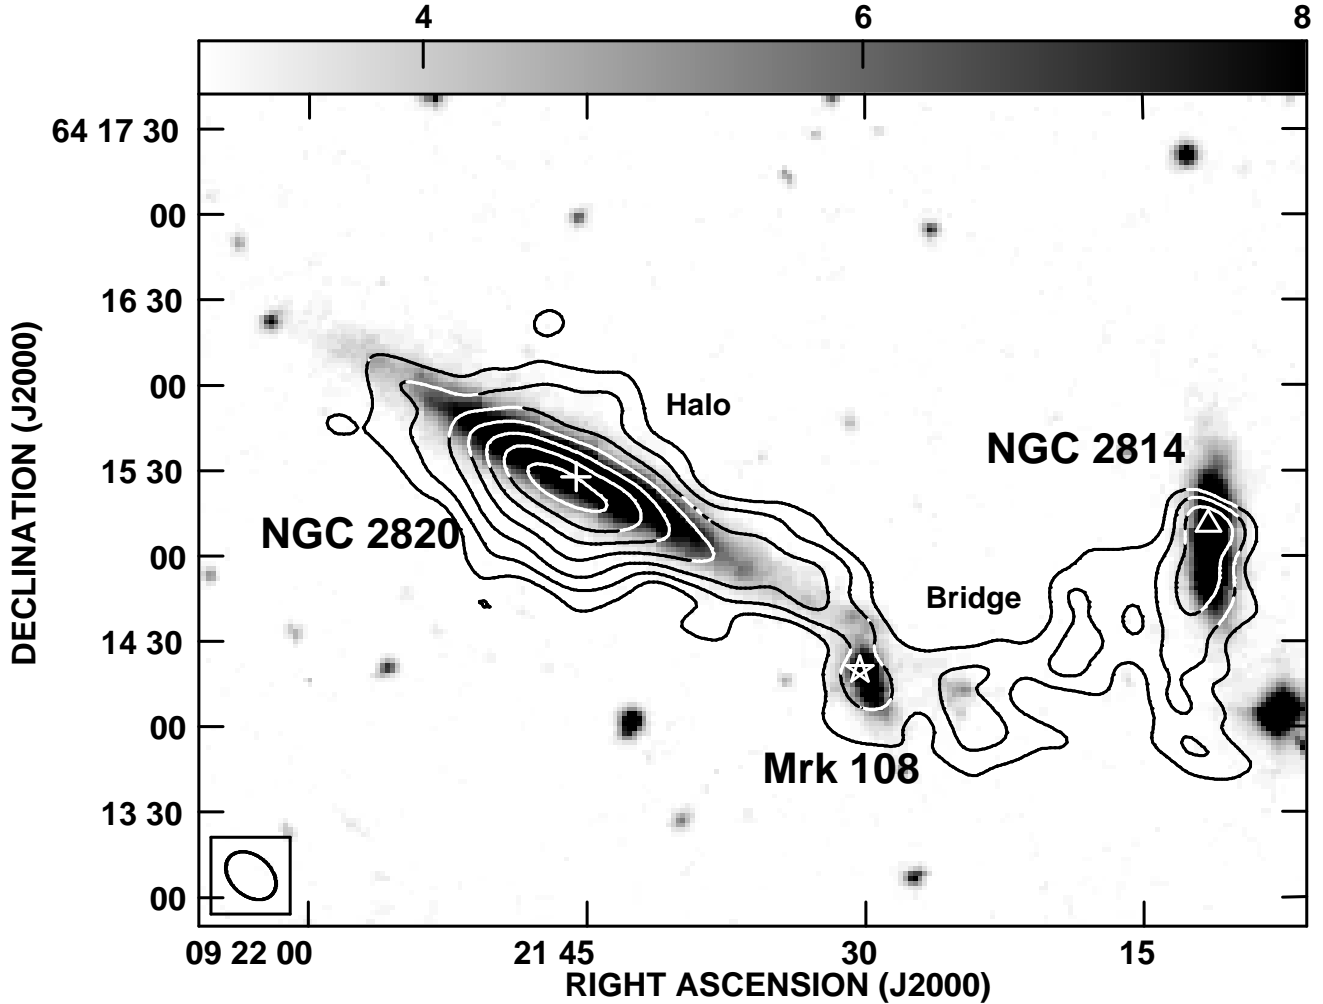 4 6 8
64 17 30
00
16 30
00
Halo
NGC 2814
15 30
NGC 2820
00
Bridge
14 30
00
Mrk 108
13 30
00
09 22 00 21 45 30 15
RIGHT ASCENSION (J2000)
DECLINATION (J2000)